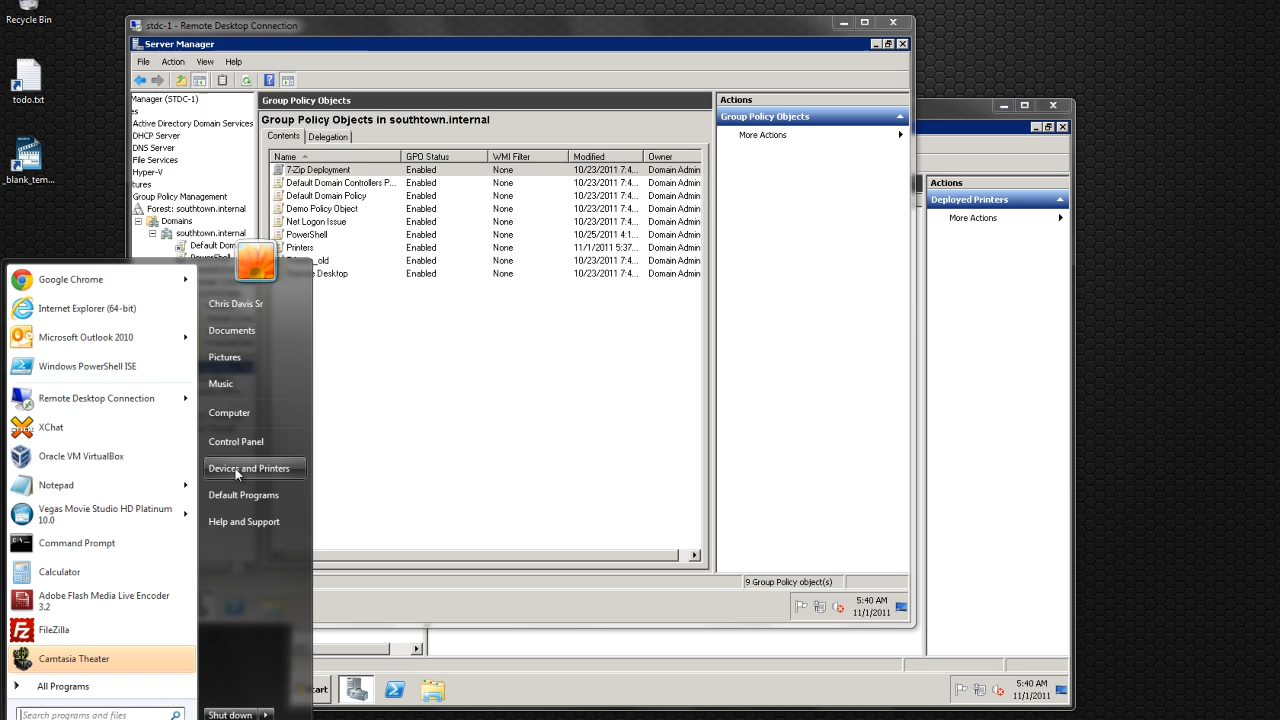 Recycle Bin
todo.txt
_blank_tem...
stdc-1 - Remote Desktop Connection
Server Manager
File Action View Help
Manager (STDC-1)
es
Active Directory Domain Services
DHCP Server
DNS Server
File Services
Hyper-V
tures
Group Policy Management
Forest: southtown.internal
Domains
southtown.internal
Default Dom
Group Policy Objects
Group Policy Objects in southtown.internal
Contents Delegation
Name GPO Status WMI Filter Modified Owner
7-Zip Deployment Enabled None 10/23/2011 7:4... Domain Admin
Default Domain Controllers P... Enabled None 10/23/2011 7:4... Domain Admin
Default Domain Policy Enabled None 10/23/2011 7:4... Domain Admin
Demo Policy Object Enabled None 10/23/2011 7:4... Domain Admin
Net Logon Issue Enabled None 10/23/2011 7:4... Domain Admin
PowerShell Enabled None 10/25/2011 4:1... Domain Admin
Printers Enabled None 11/1/2011 5:37... Domain Admin
_old Enabled None 10/23/2011 7:4... Domain Admin
Desktop Enabled None 10/23/2011 7:4... Domain Admin
Actions
Group Policy Objects
More Actions
9 Group Policy object(s)
5:40 AM
11/1/2011
Actions
Deployed Printers
More Actions
Google Chrome
Internet Explorer (64-bit)
Microsoft Outlook 2010
Windows PowerShell ISE
Remote Desktop Connection
XChat
Oracle VM VirtualBox
Notepad
Vegas Movie Studio HD Platinum
10.0
Command Prompt
Calculator
Adobe Flash Media Live Encoder
3.2
FileZilla
Camtasia Theater
All Programs
Search programs and files
Chris Davis Sr
Documents
Pictures
Music
Computer
Control Panel
Devices and Printers
Default Programs
Help and Support
Shut down
tart
5:40 AM
11/1/2011